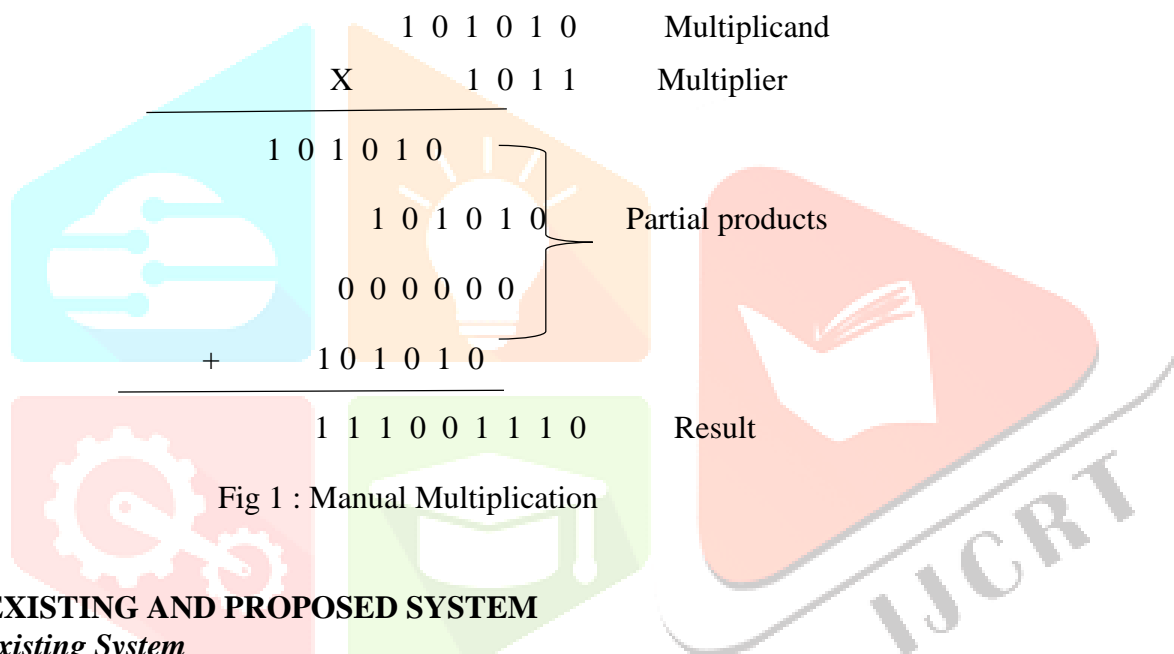 1 0 1 0 1 0 Multiplicand
X 1 0 1 1 Multiplier
1 0 1 0 1 0
1 0 1 0 1 0 Partial products
0 0 0 0 0 0
+ 1 0 1 0 1 0
1 1 1 0 0 1 1 1 0 Result
Fig 1 : Manual Multiplication
EXISTING AND PROPOSED SYSTEM
xisting System
IJCRT